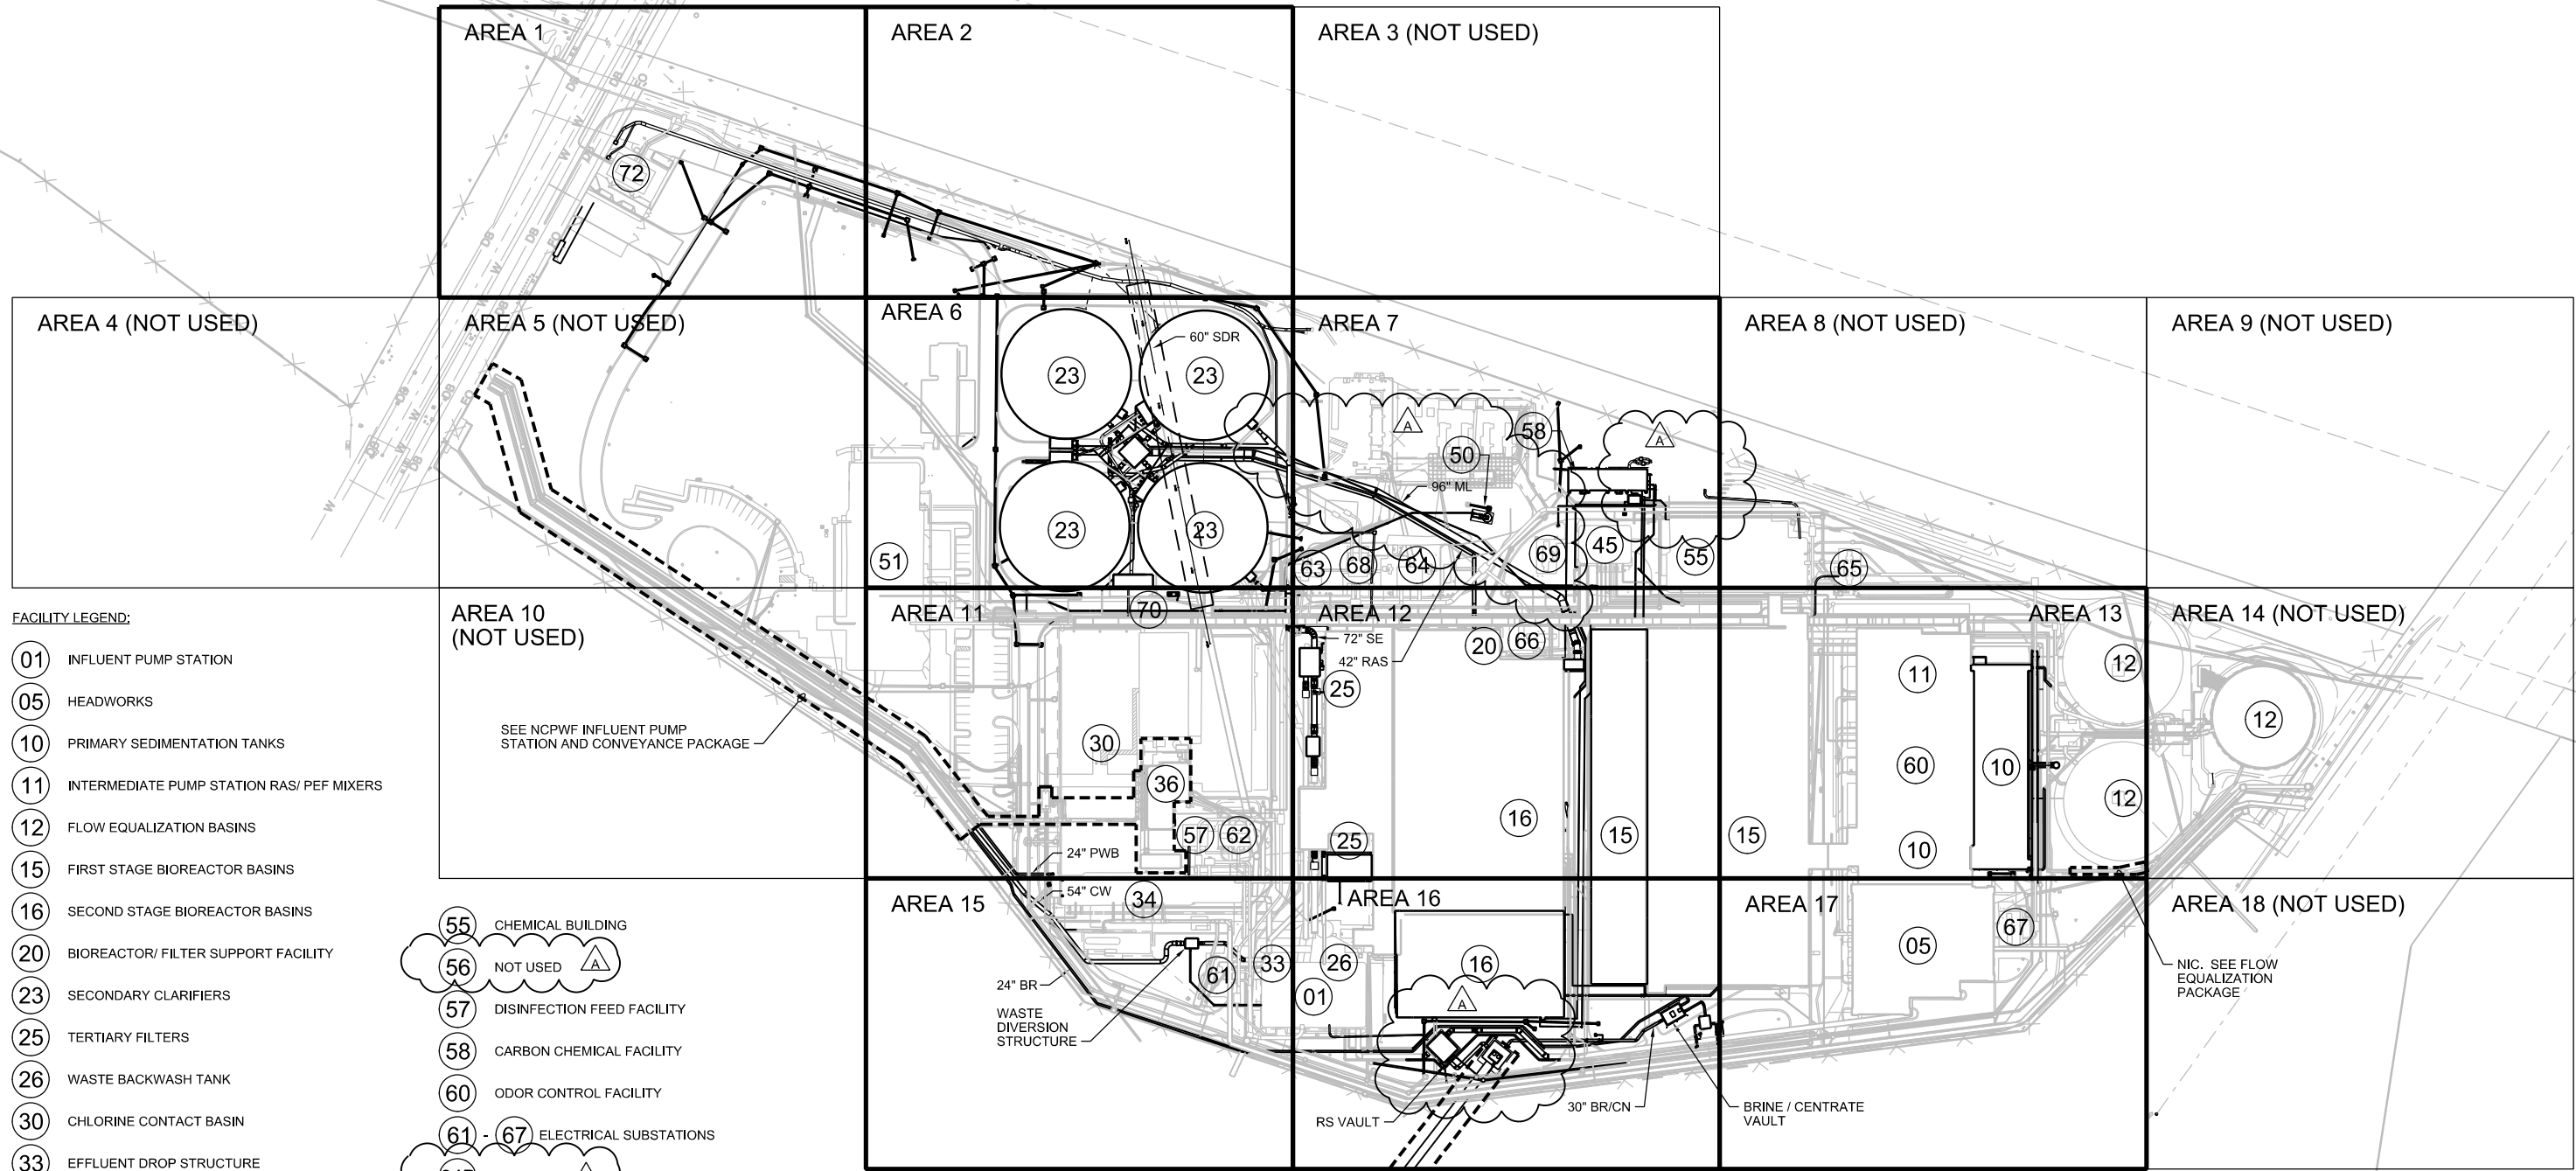 AREA 1
AREA 2
AREA 3 (NOT USED)
72
AREA 4 (NOT USED)
AREA 5 (NOT USED)
AREA 6
AREA 7
AREA 8 (NOT USED)
AREA 9 (NOT USED)
60" SDR
23
23
A
A
58
50
96" ML
23
23
51
63
68
64
69
45
55
65
AREA 10
(NOT USED)
AREA 11
70
AREA 12
AREA 13
AREA 14 (NOT USED)
72" SE
42" RAS
20
66
25
11
12
12
SEE NCPWF INFLUENT PUMP
STATION AND CONVEYANCE PACKAGE
30
36
60
10
12
57
62
25
16
15
15
10
24" PWB
54" CW
34
AREA 15
AREA 16
AREA 17
AREA 18 (NOT USED)
24" BR
WASTE
DIVERSION
STRUCTURE
61
33
26
01
16
A
05
67
NIC. SEE FLOW
EQUALIZATION
PACKAGE
RS VAULT
30" BR/CN
BRINE / CENTRATE
VAULT
FACILITY LEGEND:
01 INFLUENT PUMP STATION
05 HEADWORKS
10 PRIMARY SEDIMENTATION TANKS
11 INTERMEDIATE PUMP STATION RAS/ PEF MIXERS
12 FLOW EQUALIZATION BASINS
15 FIRST STAGE BIOREACTOR BASINS
16 SECOND STAGE BIOREACTOR BASINS
20 BIOREACTOR/ FILTER SUPPORT FACILITY
23 SECONDARY CLARIFIERS
25 TERTIARY FILTERS
26 WASTE BACKWASH TANK
30 CHLORINE CONTACT BASIN
33 EFFLUENT DROP STRUCTURE
55 CHEMICAL BUILDING
56 NOT USED A
57 DISINFECTION FEED FACILITY
58 CARBON CHEMICAL FACILITY
60 ODOR CONTROL FACILITY
61 - 67 ELECTRICAL SUBSTATIONS